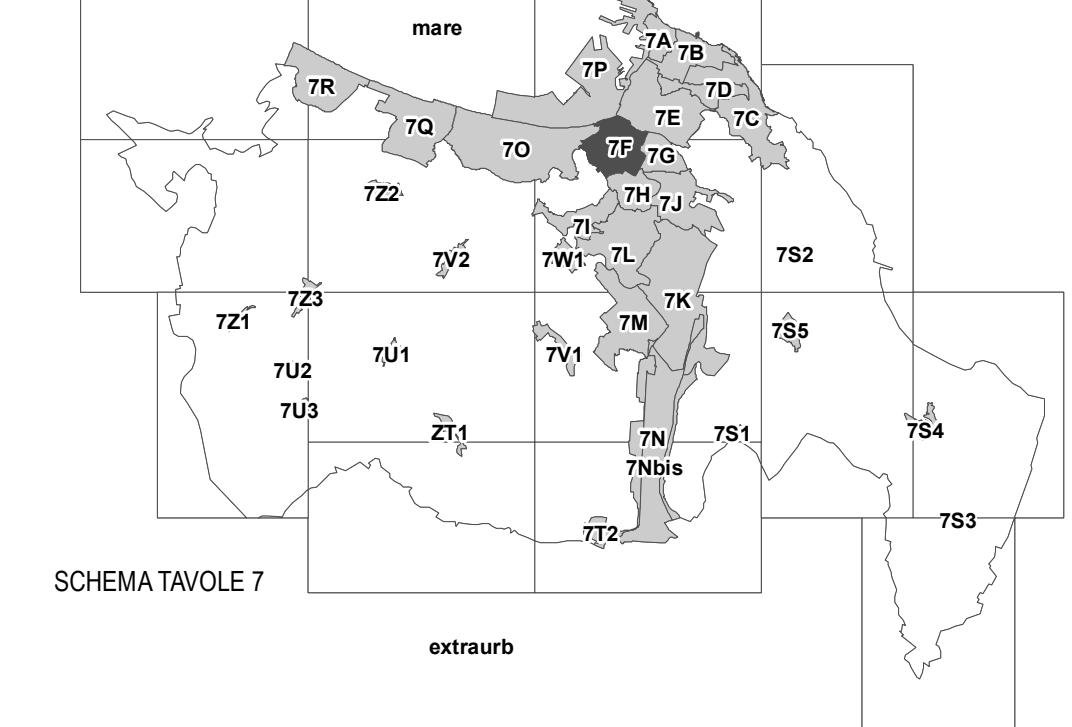 mare
7A
7B
7P
7R
7D
7E
7C
7Q
7F
7O
7G
7Z2
7H
7J
7I
7V2
7W1
7L
7S2
7Z3
7K
7Z1
7M
7S5
7U1
7V1
7U2
7U3
ZT1
7N
7S1
7S4
7Nbis
7S3
7T2
SCHEMA TAVOLE 7
extraurb